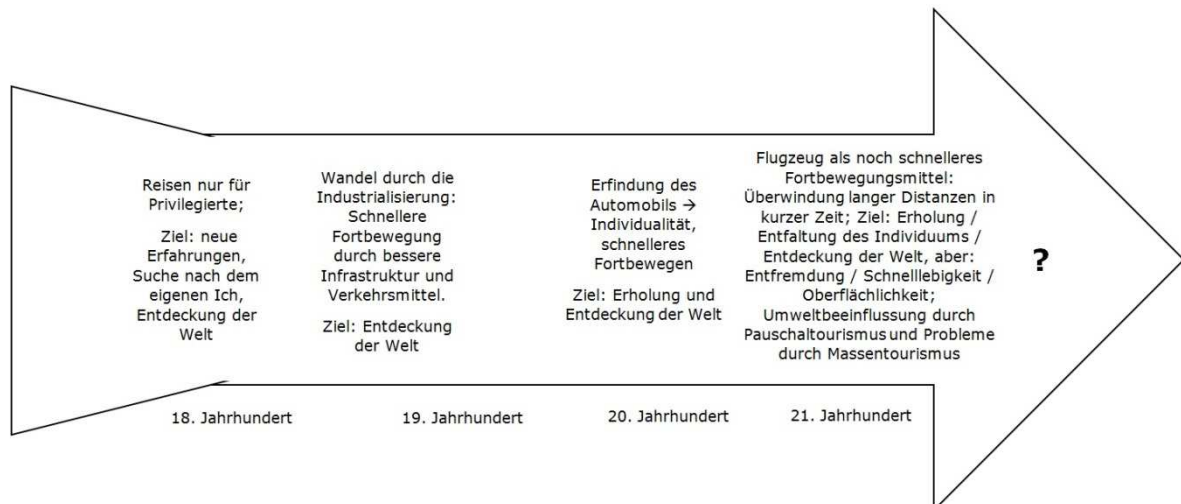 Reisen nur für
Privilegierte;
Ziel: neue
Erfahrungen,
Suche nach dem
eigenen Ich,
Entdeckung der
Welt
Wandel durch die
Industrialisierung:
Schnellere
Fortbewegung
durch bessere
Infrastruktur und
Verkehrsmittel.
Ziel: Entdeckung
der Welt
Erfindung des
Automobils →
Individualität,
schnelleres
Fortbewegen
Ziel: Erholung und
Entdeckung der Welt
Flugzeug als noch schnelleres
Fortbewegungsmittel:
Überwindung langer Distanzen in
kurzer Zeit; Ziel: Erholung /
Entfaltung des Individuums /
Entdeckung der Welt, aber:
Entfremdung / Schnelllebigkeit /
Oberflächlichkeit;
Umweltbeeinflussung durch
Pauschaltourismus und Probleme
durch Massentourismus
?
18. Jahrhundert
19. Jahrhundert
20. Jahrhundert
21. Jahrhundert